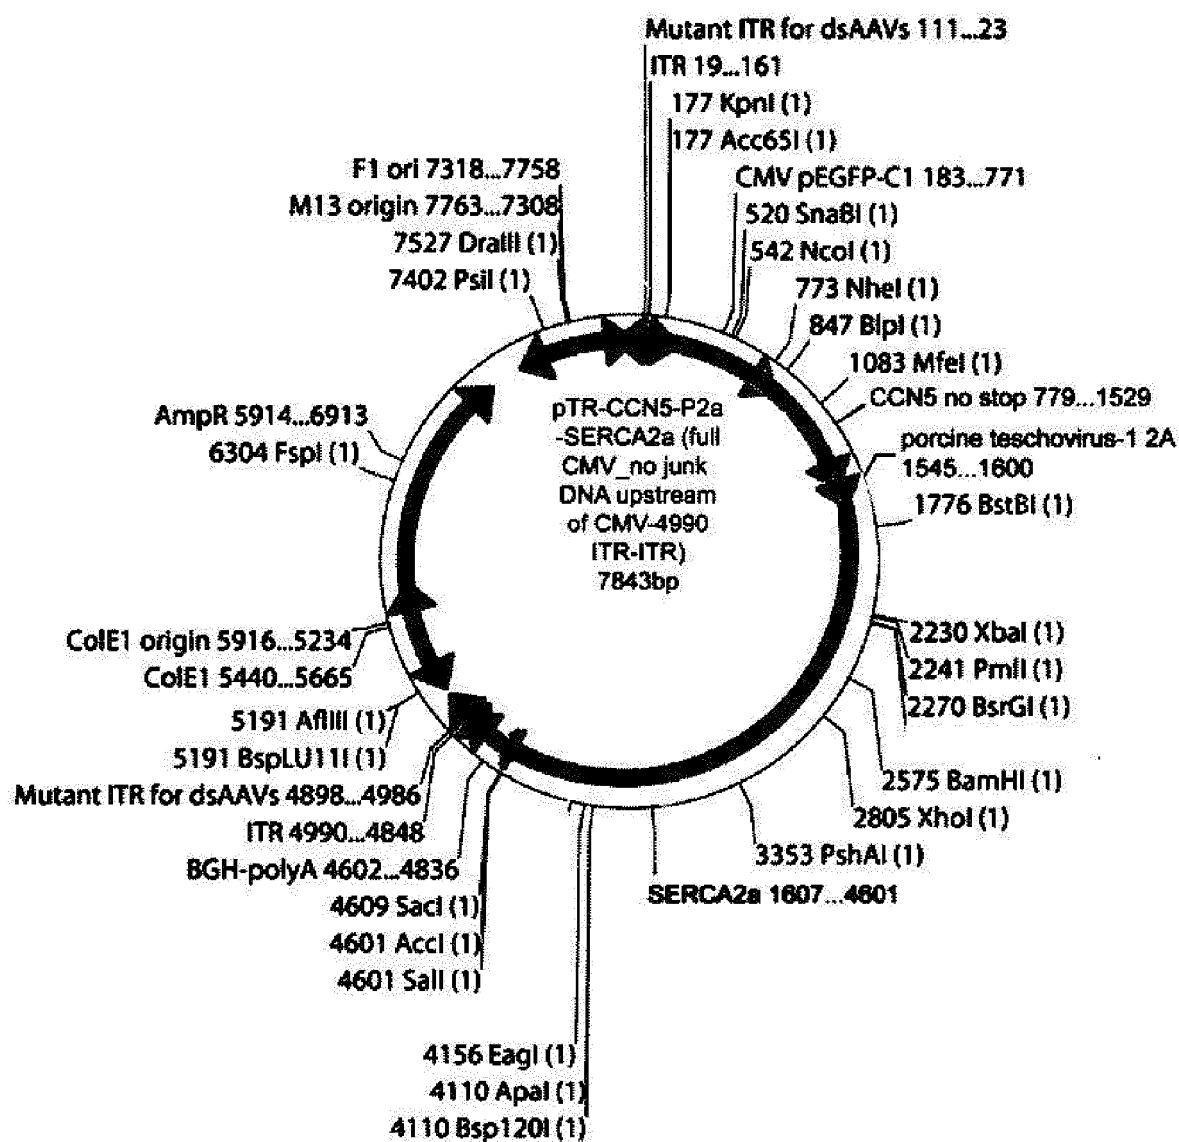 Mutant ITR for dsAAVs 111...23
ITR 19...161
177 KpnI (1)
177 Acc65I (1)
CMV pEGFP-C1 183...771
520 SnaBI (1)
542 NcoI (1)
773 NheI (1)
847 BlpI (1)
1083 MfeI (1)
CCN5 no stop 779...1529
porcine teschovirus-1 2A
1545...1600
1776 BstBI (1)
2230 XbaI (1)
2241 PmlI (1)
2270 BsrGI (1)
2575 BamHI (1)
2805 XhoI (1)
3353 PshAI (1)
SERCA2a 1607...4601
4156 EagI (1)
4110 ApaI (1)
4110 Bsp120I (1)
4601 SalI (1)
4601 AccI (1)
4609 SacI (1)
BGH-polyA 4602...4836
ITR 4990...4848
Mutant ITR for dsAAVs 4898...4986
5191 BspLU11I (1)
5191 AflIII (1)
ColE1 5440...5665
ColE1 origin 5916...5234
6304 FspI (1)
AmpR 5914...6913
7402 PsiI (1)
7527 DraIII (1)
M13 origin 7763...7308
F1 ori 7318...7758
pTR-CCN5-P2a
-SERCA2a (full
CMV_no junk
DNA upstream
of CMV-4990
ITR-ITR)
7843bp